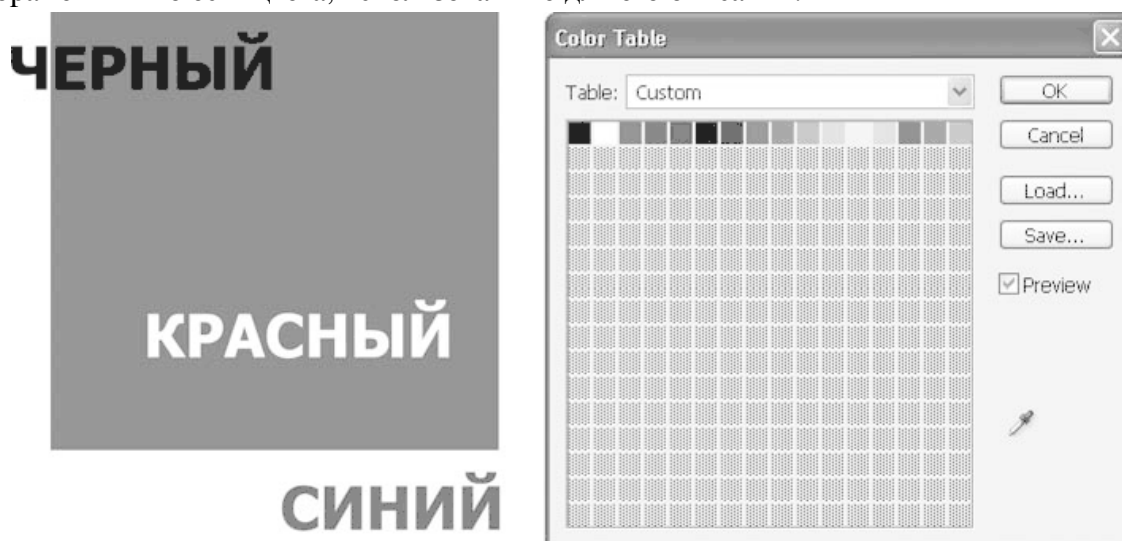 ЧЕРНЫЙ
КРАСНЫЙ
СИНИЙ
Color Table
Table: Custom
OK
Cancel
Load...
Save...
Preview